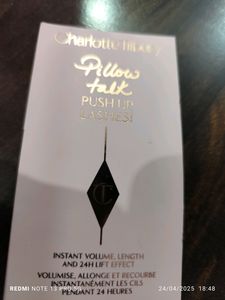 Charlotte Tilbury
Pillow
talk
PUSH UP
LASHES!
CT
INSTANT VOLUME, LENGTH
AND 24H LIFT EFFECT
VOLUMISE, ALLONGE ET RECOURBE
INSTANTANÉMENT LES CILS
PENDANT 24 HEURES
REDMI NOTE 13
24/04/2025 18:48